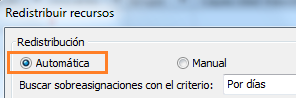 Redistribuir recursos
Redistribución
Automática Manual
Buscar sobreasignaciones con el criterio: Por días